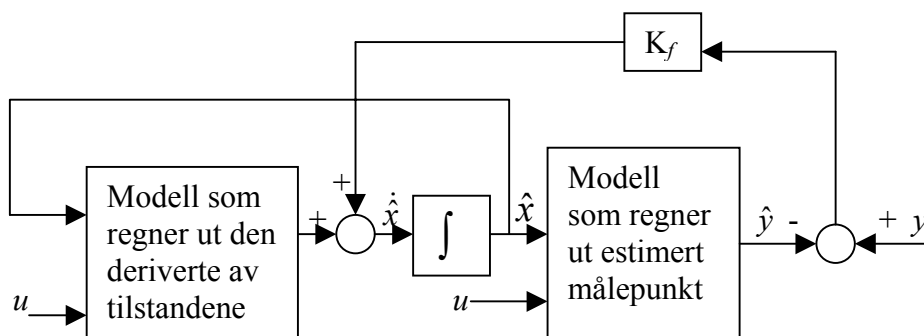 K_f
+
Modell som
regner ut den
deriverte av
tilstandene
u
+
ẋ̂
∫
x̂
Modell
som regner
ut estimert
målepunkt
u
ŷ
-
+
y